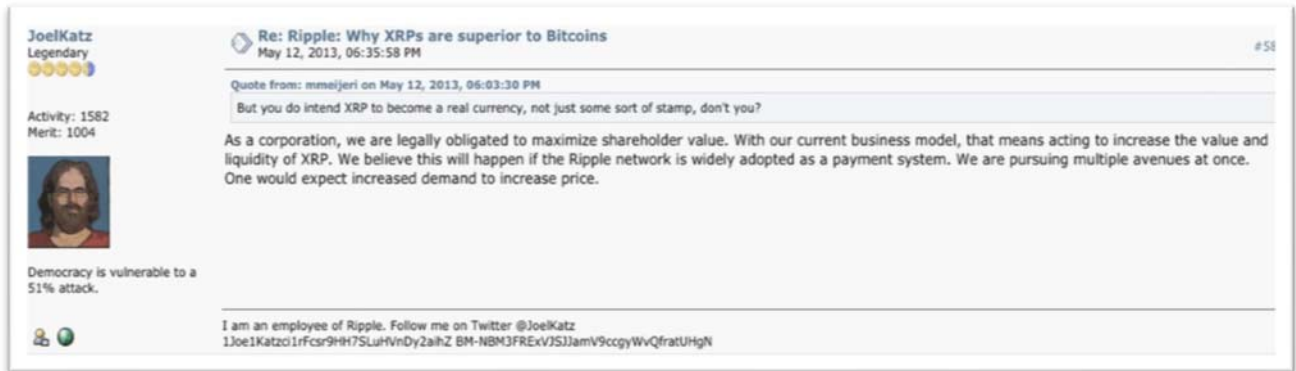 JoelKatz
Legendary
Activity: 1582
Merit: 1004
Democracy is vulnerable to a
51% attack.
Re: Ripple: Why XRPs are superior to Bitcoins
May 12, 2013, 06:35:58 PM
#58
Quote from: mmeijeri on May 12, 2013, 06:03:30 PM
But you do intend XRP to become a real currency, not just some sort of stamp, don't you?
As a corporation, we are legally obligated to maximize shareholder value. With our current business model, that means acting to increase the value and
liquidity of XRP. We believe this will happen if the Ripple network is widely adopted as a payment system. We are pursuing multiple avenues at once.
One would expect increased demand to increase price.
I am an employee of Ripple. Follow me on Twitter @JoelKatz
1Joe1Katzci1rFcsr9HH7SLuHVnDy2aihZ BM-NBM3FRExVJSJJamV9ccgyWvQfratUHgN